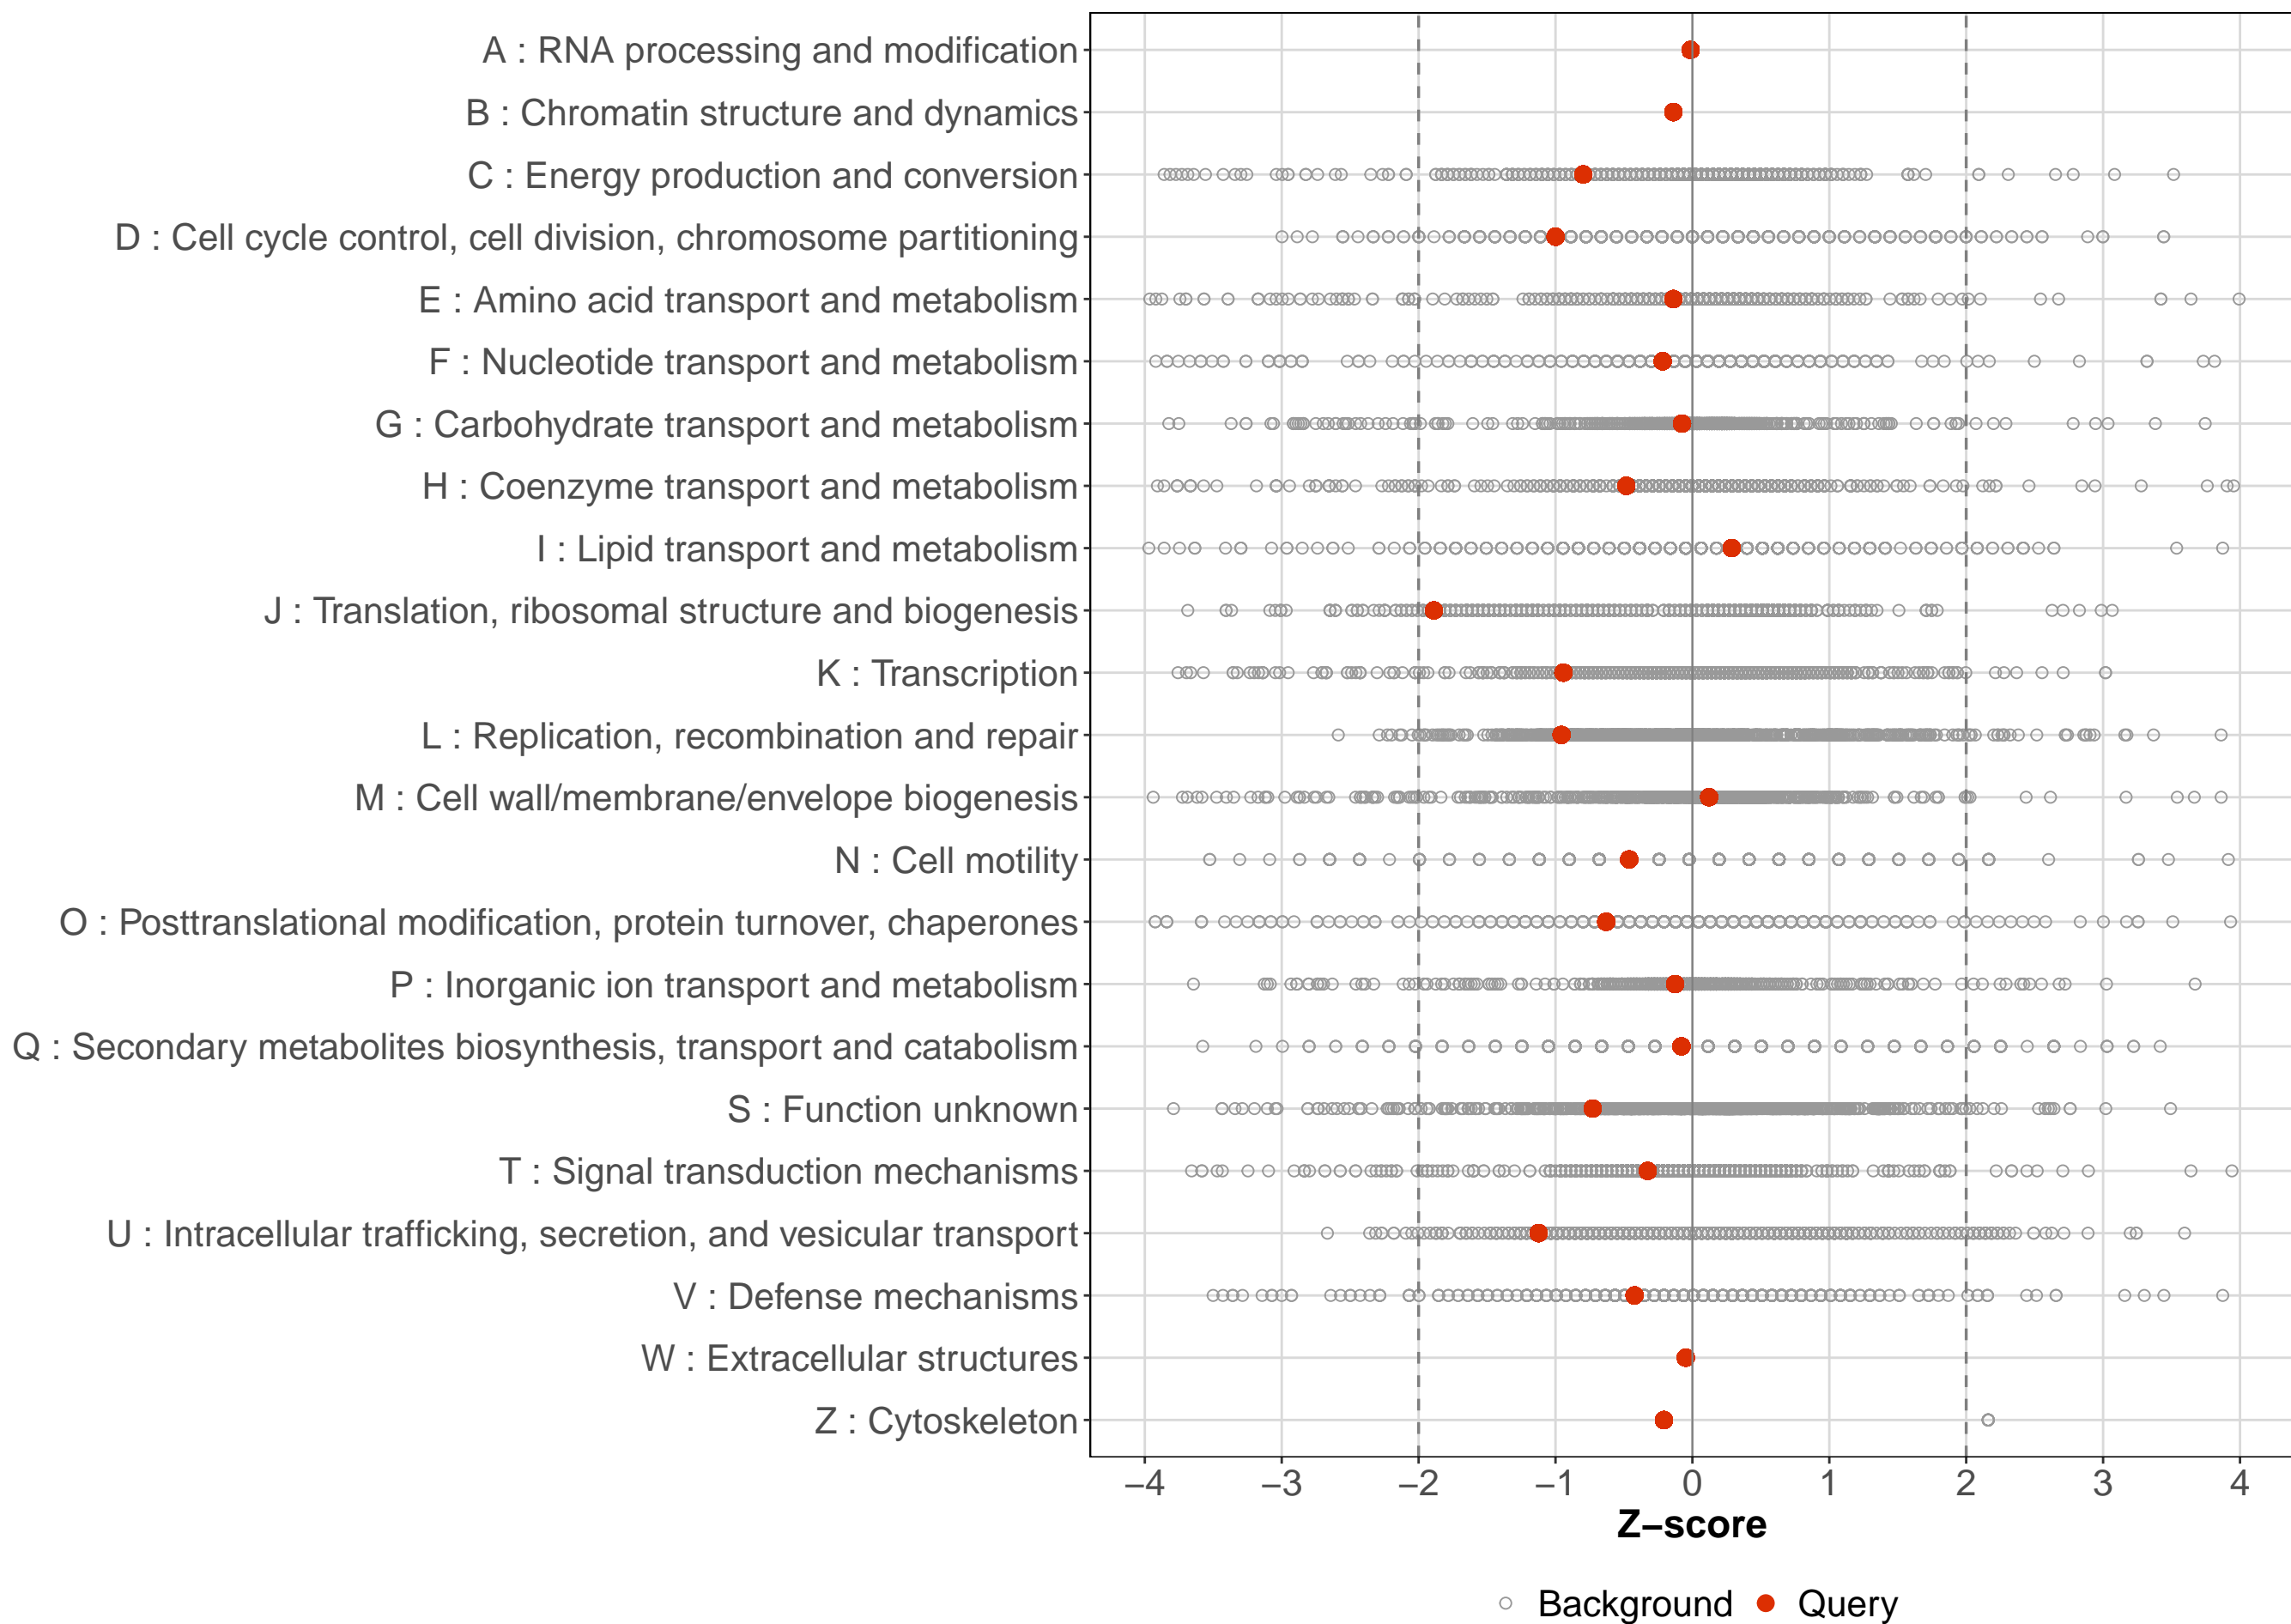 A : RNA processing and modification
B : Chromatin structure and dynamics
C : Energy production and conversion
D : Cell cycle control, cell division, chromosome partitioning
E : Amino acid transport and metabolism
F : Nucleotide transport and metabolism
G : Carbohydrate transport and metabolism
H : Coenzyme transport and metabolism
I : Lipid transport and metabolism
J : Translation, ribosomal structure and biogenesis
K : Transcription
L : Replication, recombination and repair
M : Cell wall/membrane/envelope biogenesis
N : Cell motility
O : Posttranslational modification, protein turnover, chaperones
P : Inorganic ion transport and metabolism
Q : Secondary metabolites biosynthesis, transport and catabolism
S : Function unknown
T : Signal transduction mechanisms
U : Intracellular trafficking, secretion, and vesicular transport
V : Defense mechanisms
W : Extracellular structures
Z : Cytoskeleton
−4 −3 −2 −1 0 1 2 3 4
Z−score
Background Query